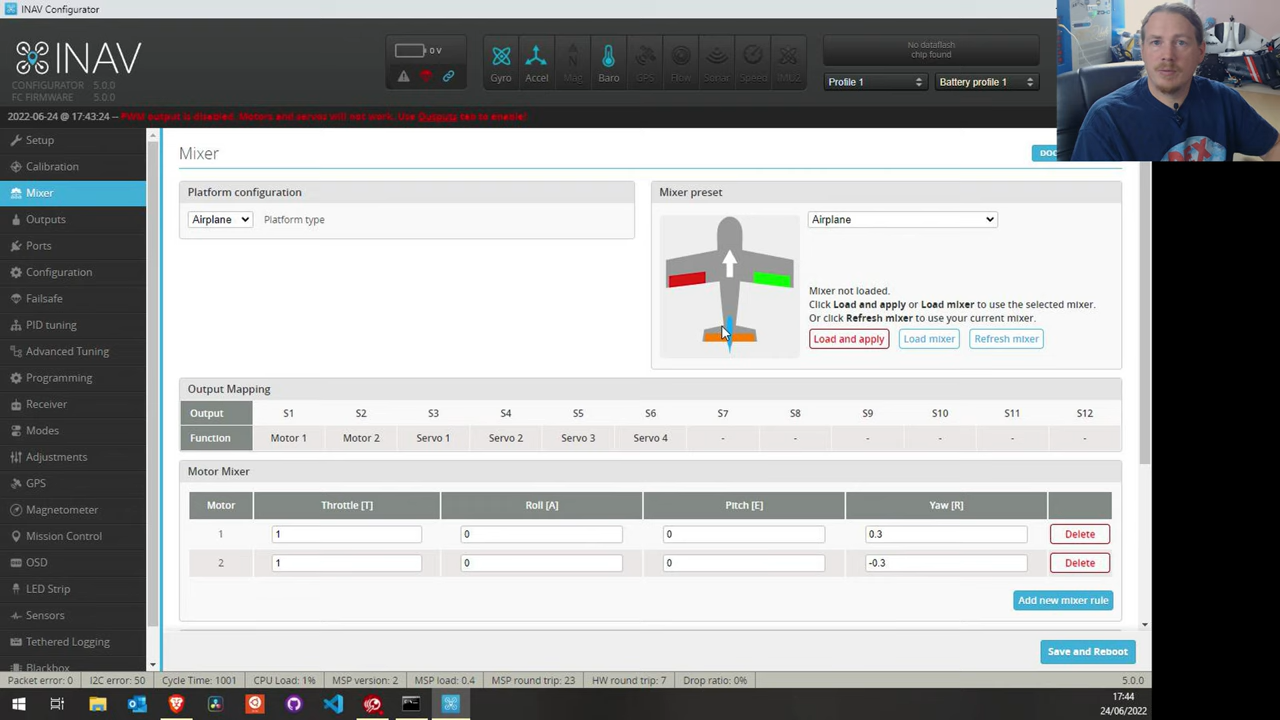 INAV Configurator
INAV
CONFIGURATOR 5.0.0
FC FIRMWARE 5.0.0
0 V
Gyro Accel Mag Baro GPS Flow Sonar Speed IMU2
No dataflash
chip found
Profile 1
Battery profile 1
2022-06-24 @ 17:43:24 -- PWM output is disabled. Motors and servos will not work. Use Outputs tab to enable!
Setup
Calibration
Mixer
Outputs
Ports
Configuration
Failsafe
PID tuning
Advanced Tuning
Programming
Receiver
Modes
Adjustments
GPS
Magnetometer
Mission Control
OSD
LED Strip
Sensors
Tethered Logging
Blackbox
Mixer
DOC
Platform configuration
Airplane Platform type
Mixer preset
Airplane
Mixer not loaded.
Click Load and apply or Load mixer to use the selected mixer.
Or click Refresh mixer to use your current mixer.
Load and apply Load mixer Refresh mixer
Output Mapping
Output S1 S2 S3 S4 S5 S6 S7 S8 S9 S10 S11 S12
Function Motor 1 Motor 2 Servo 1 Servo 2 Servo 3 Servo 4 - - - - - -
Motor Mixer
Motor Throttle [T] Roll [A] Pitch [E] Yaw [R]
1 1 0 0 0.3 Delete
2 1 0 0 -0.3 Delete
Add new mixer rule
Save and Reboot
Packet error: 0 I2C error: 50 Cycle Time: 1001 CPU Load: 1% MSP version: 2 MSP load: 0.4 MSP round trip: 23 HW round trip: 7 Drop ratio: 0%
17:44
24/06/2022